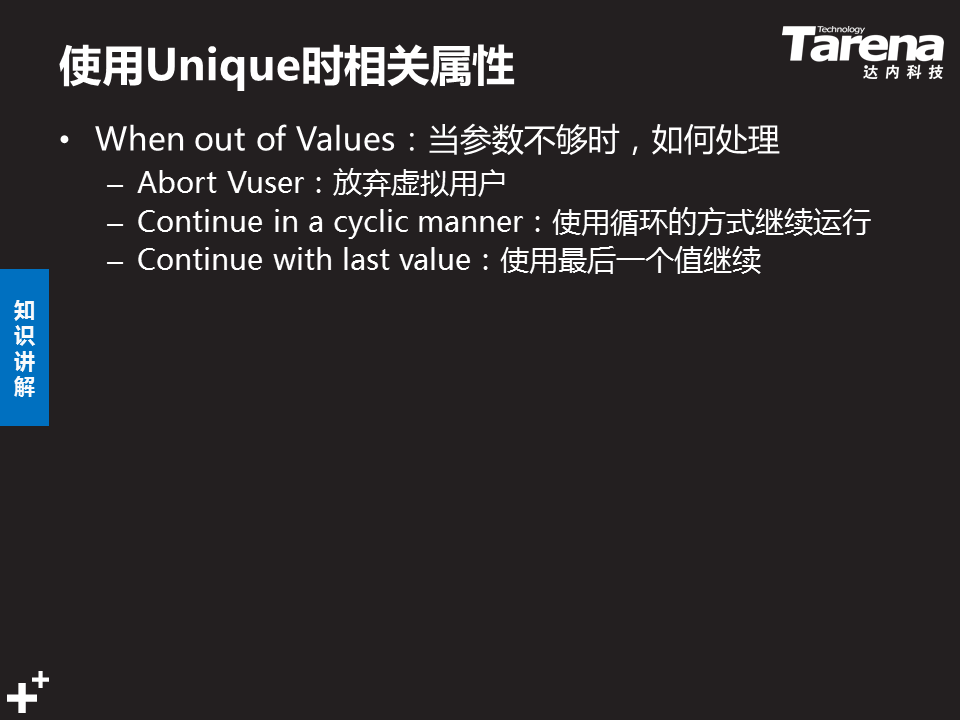 使用Unique时相关属性
Technology
Tarena
达内科技
• When out of Values：当参数不够时，如何处理
– Abort Vuser：放弃虚拟用户
– Continue in a cyclic manner：使用循环的方式继续运行
– Continue with last value：使用最后一个值继续
知
识
讲
解